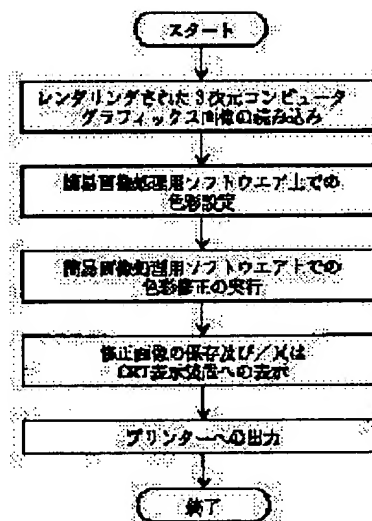 スタート
レンダリングされた3次元コンピュータ
グラフィックス画像の読み込み
簡易画像処理用ソフトウエア上での
色彩設定
簡易画像処理用ソフトウエア上での
色彩修正の実行
修正画像の保存及び/又は
CRT表示装置への表示
プリンターへの出力
終了